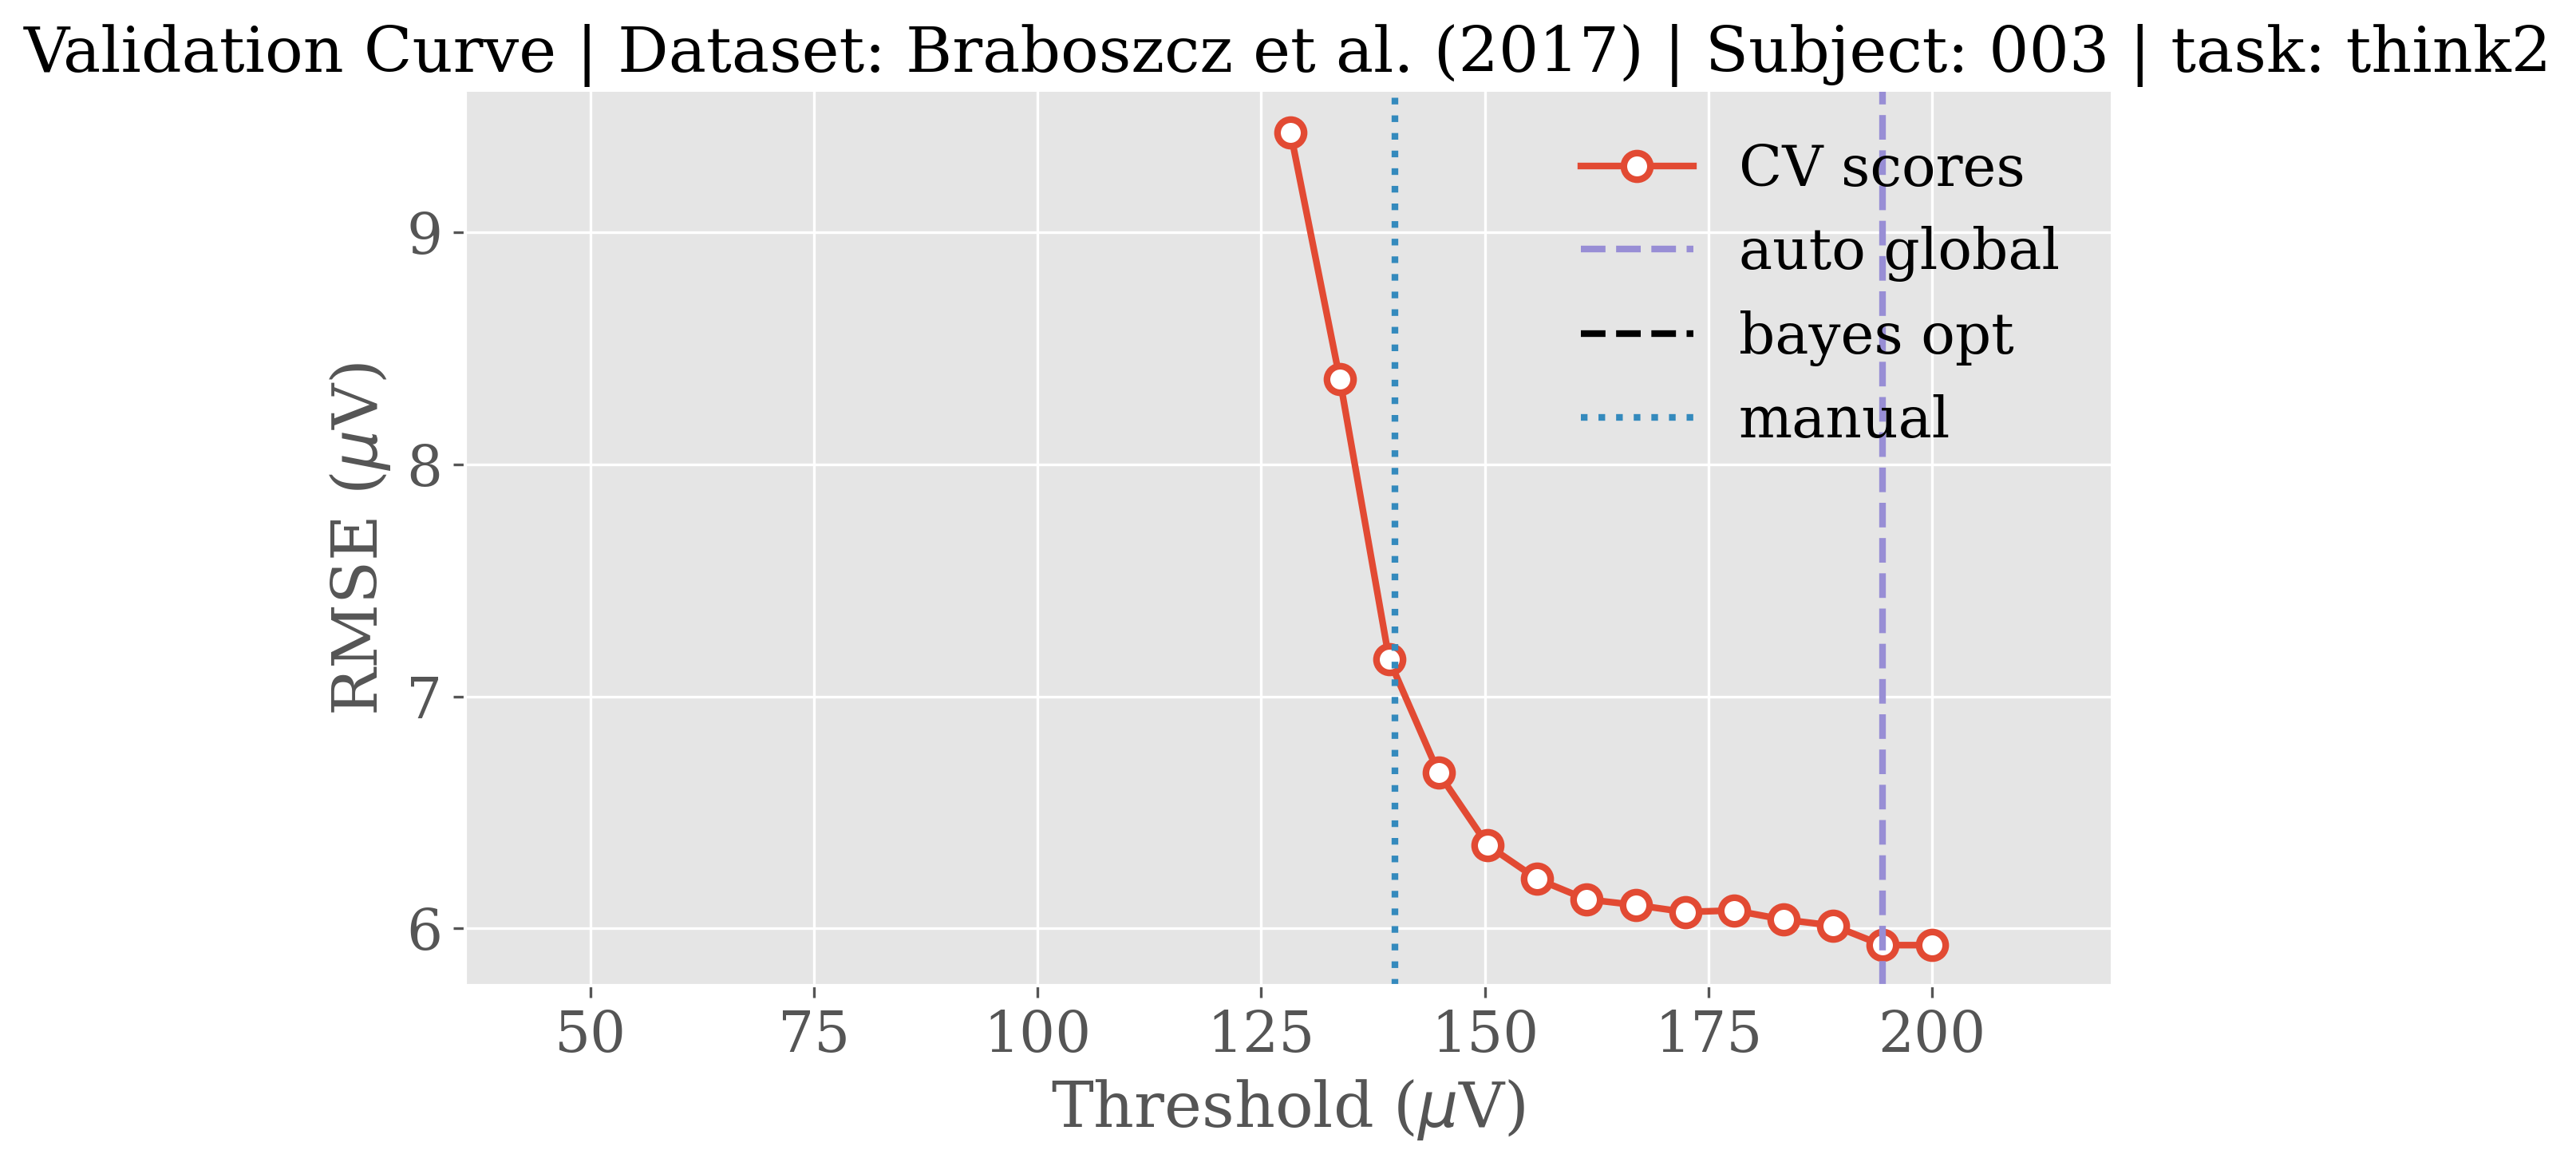 Validation Curve | Dataset: Braboszcz et al. (2017) | Subject: 003 | task: think2
CV scores
auto global
bayes opt
manual
RMSE (μV)
9
8
7
6
50 75 100 125 150 175 200
Threshold (μV)